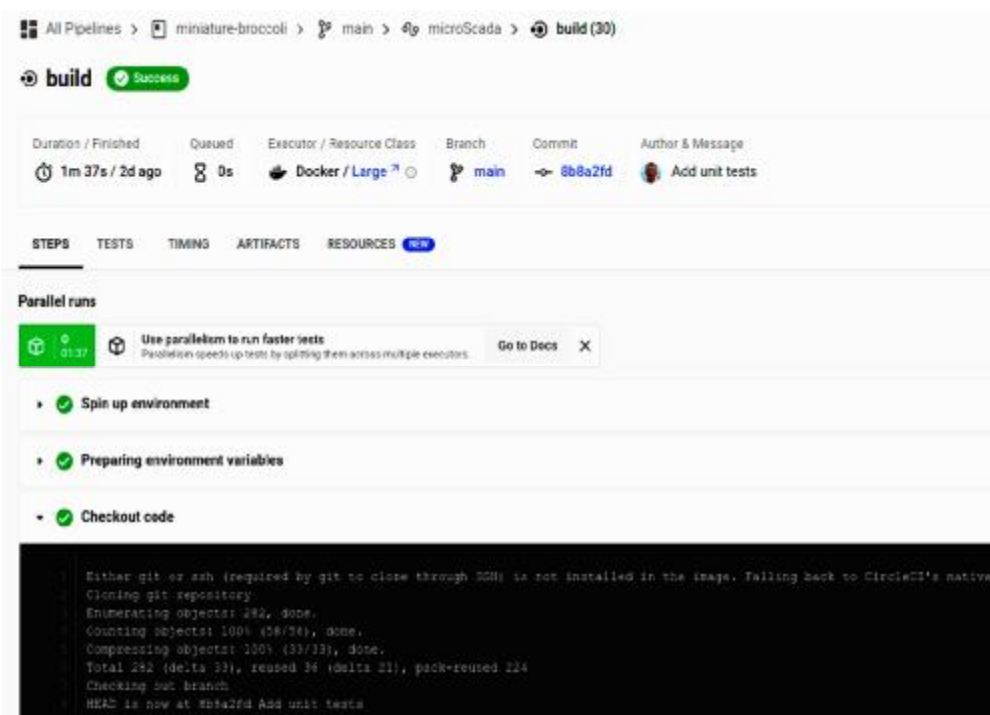 All Pipelines > miniature-broccoli > main > microScada > build (30)
build Success
Duration / Finished Queued Executor / Resource Class Branch Commit Author & Message
1m 37s / 2d ago 0s Docker / Large main 8b8a2fd Add unit tests
STEPS TESTS TIMING ARTIFACTS RESOURCES NEW
Parallel runs
0
01:37
Use parallelism to run faster tests
Parallelism speeds up tests by splitting them across multiple executors.
Go to Docs
Spin up environment
Preparing environment variables
Checkout code
Either git or ssh (required by git to clone through SSH) is not installed in the image. Falling back to CircleCI's native
Cloning git repository
Enumerating objects: 282, done.
Counting objects: 100% (58/58), done.
Compressing objects: 100% (33/33), done.
Total 282 (delta 33), reused 36 (delta 21), pack-reused 224
Checking out branch
HEAD is now at 8b8a2fd Add unit tests